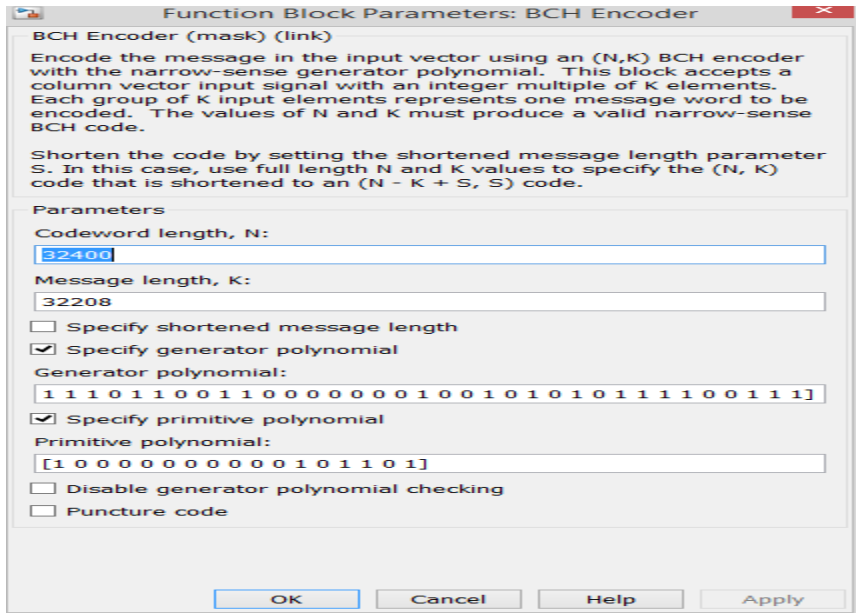 Function Block Parameters: BCH Encoder
BCH Encoder (mask) (link)
Encode the message in the input vector using an (N,K) BCH encoder
with the narrow-sense generator polynomial. This block accepts a
column vector input signal with an integer multiple of K elements.
Each group of K input elements represents one message word to be
encoded. The values of N and K must produce a valid narrow-sense
BCH code.
Shorten the code by setting the shortened message length parameter
S. In this case, use full length N and K values to specify the (N, K)
code that is shortened to an (N - K + S, S) code.
Parameters
Codeword length, N:
32400
Message length, K:
32208
Specify shortened message length
Specify generator polynomial
Generator polynomial:
1 1 1 0 1 1 0 0 1 1 0 0 0 0 0 0 0 1 0 0 1 0 1 0 1 0 1 1 1 1 0 0 1 1 1]
Specify primitive polynomial
Primitive polynomial:
[1 0 0 0 0 0 0 0 0 0 0 1 0 1 1 0 1]
Disable generator polynomial checking
Puncture code
OK Cancel Help Apply